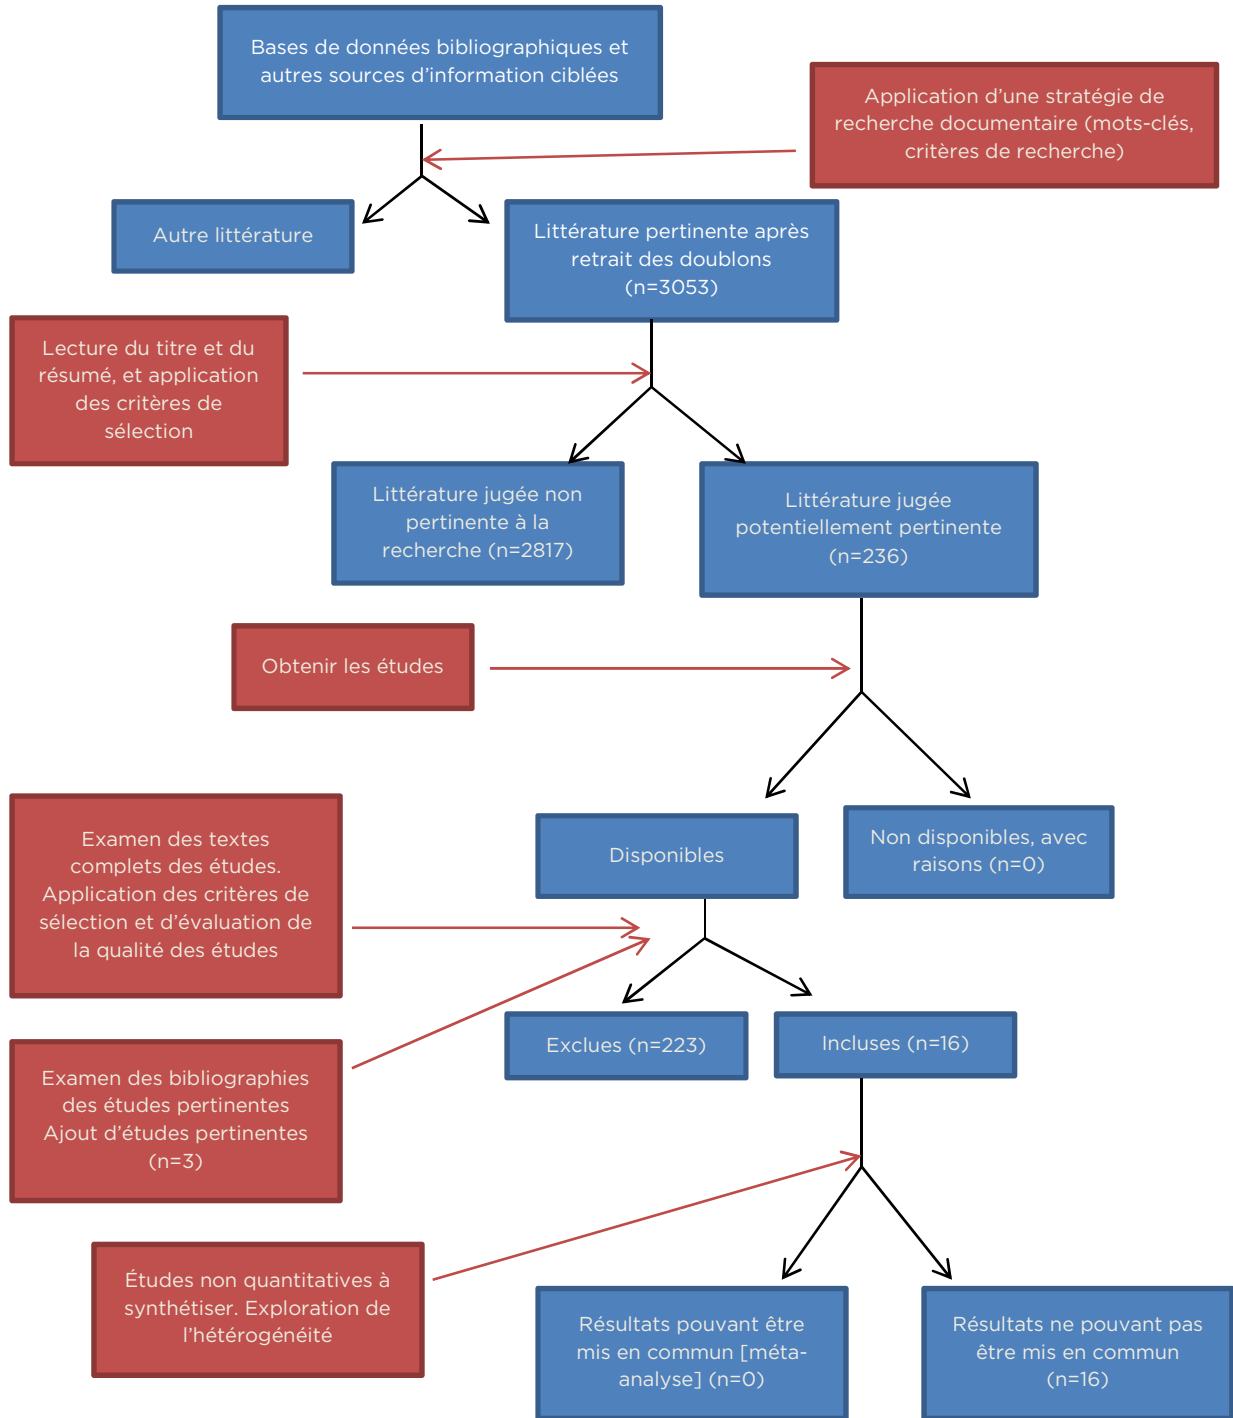 Bases de données bibliographiques et
autres sources d'information ciblées
Application d'une stratégie de
recherche documentaire (mots-clés,
critères de recherche)
Autre littérature
Littérature pertinente après
retrait des doublons
(n=3053)
Lecture du titre et du
résumé, et application
des critères de
sélection
Littérature jugée non
pertinente à la
recherche (n=2817)
Littérature jugée
potentiellement pertinente
(n=236)
Obtenir les études
Disponibles
Non disponibles, avec
raisons (n=0)
Examen des textes
complets des études.
Application des critères de
sélection et d'évaluation de
la qualité des études
Exclues (n=223)
Incluses (n=16)
Examen des bibliographies
des études pertinentes
Ajout d'études pertinentes
(n=3)
Études non quantitatives à
synthétiser. Exploration de
l'hétérogénéité
Résultats pouvant être
mis en commun [méta-
analyse] (n=0)
Résultats ne pouvant pas
être mis en commun
(n=16)